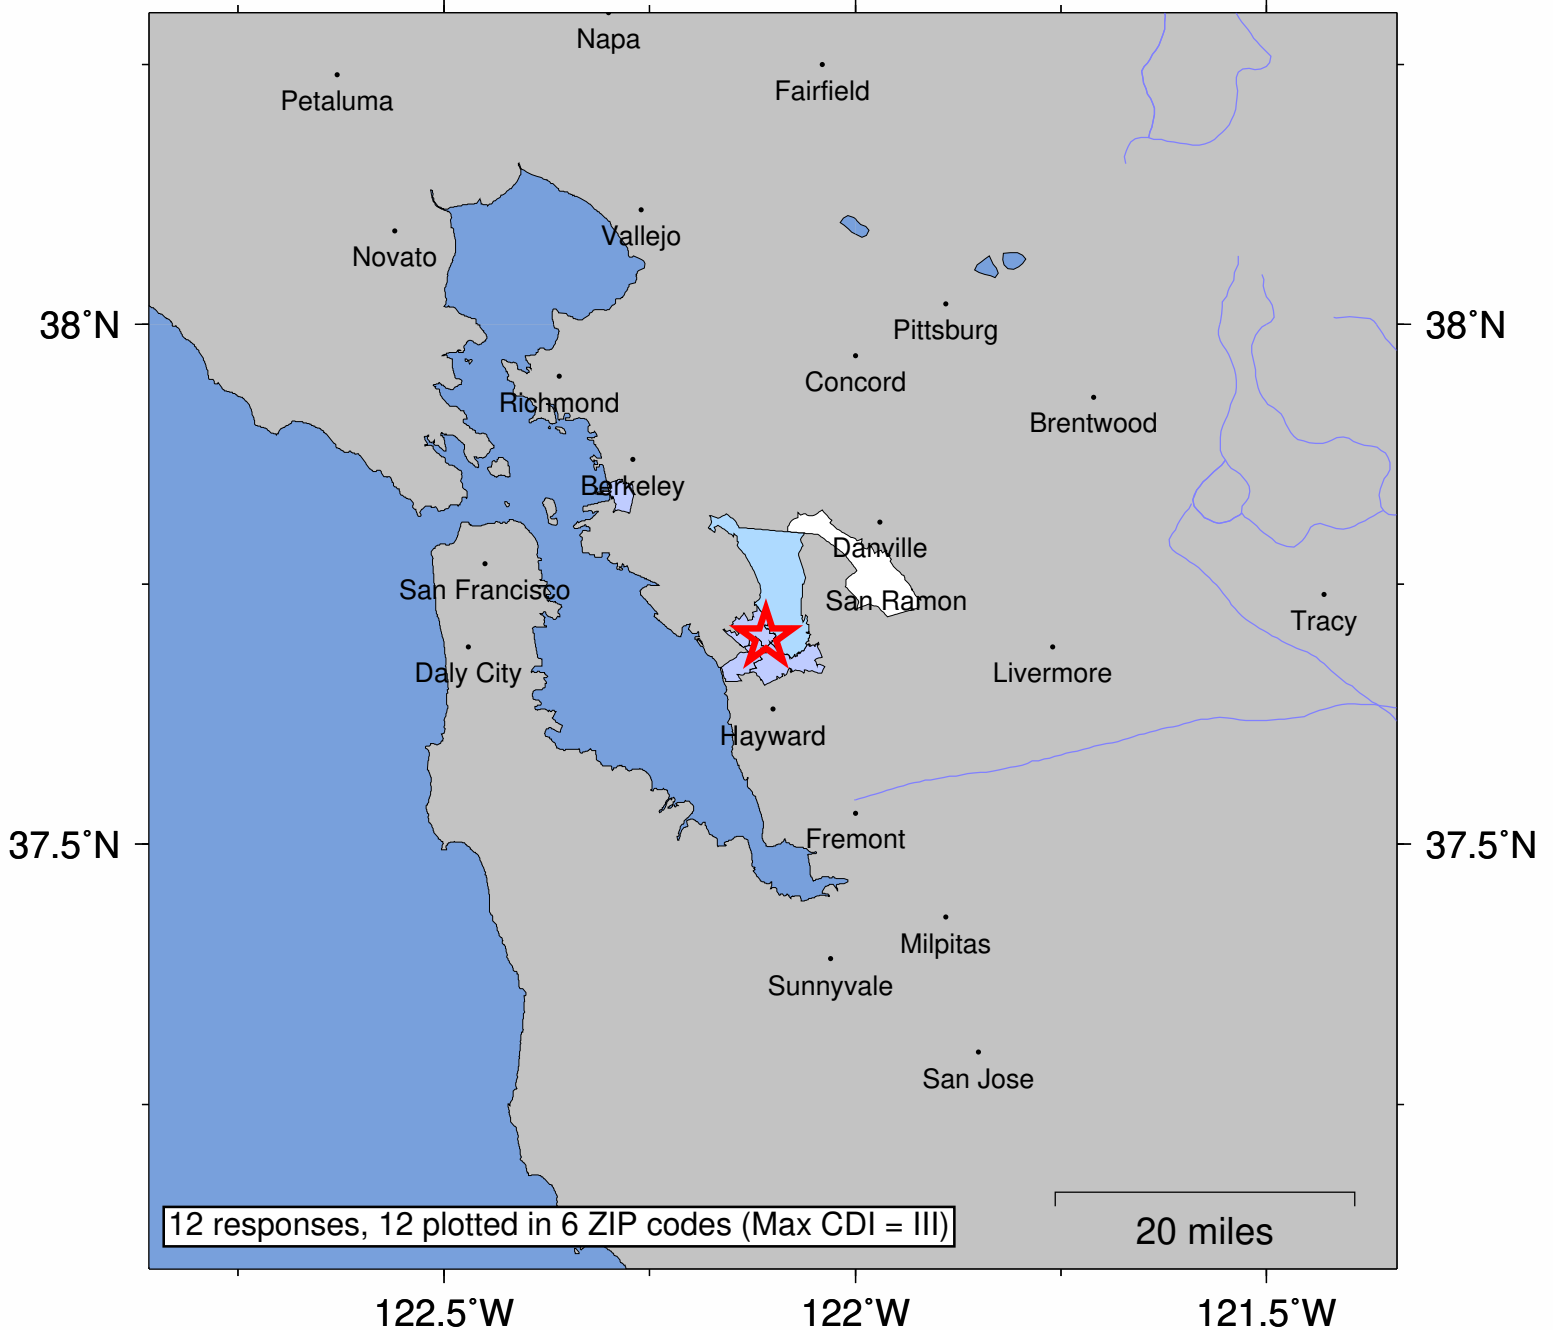 Napa
Fairfield
Petaluma
Vallejo
Novato
38˚N
38˚N
Pittsburg
Concord
Richmond
Brentwood
Berkeley
Danville
San Francisco
San Ramon
Tracy
Daly City
Livermore
Hayward
Fremont
37.5˚N
37.5˚N
Milpitas
Sunnyvale
San Jose
12 responses, 12 plotted in 6 ZIP codes (Max CDI = III)
20 miles
122.5˚W
122˚W
121.5˚W